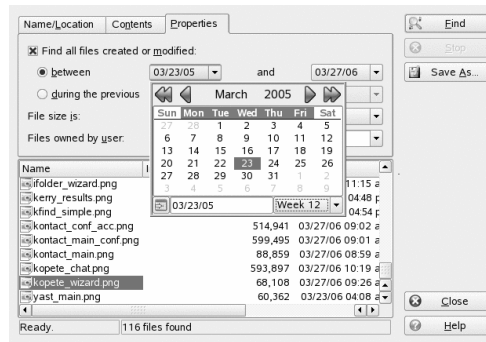 Name/Location Contents Properties
Find
Find all files created or modified:
Stop
between 03/23/05 and 03/27/06
Save As...
during the previous
March 2005
File size is:
Sun Mon Tue Wed Thu Fri Sat
27 28 1 2 3 4 5
Files owned by user:
6 7 8 9 10 11 12
13 14 15 16 17 18 19
20 21 22 23 24 25 26
27 28 29 30 31 1 2
3 4 5 6 7 8 9
03/23/05 Week 12
Name
ifolder_wizard.png 11:15 a
kerry_results.png 04:48 p
kfind_simple.png 04:54 p
kontact_conf_acc.png 514,941 03/27/06 09:02 a
kontact_main_conf.png 599,495 03/27/06 09:01 a
kontact_main.png 88,859 03/27/06 08:59 a
kopete_chat.png 593,897 03/27/06 10:19 a
kopete_wizard.png 68,108 03/27/06 09:26 a
yast_main.png 60,362 03/23/06 04:08 a
Close
Ready. 116 files found
Help